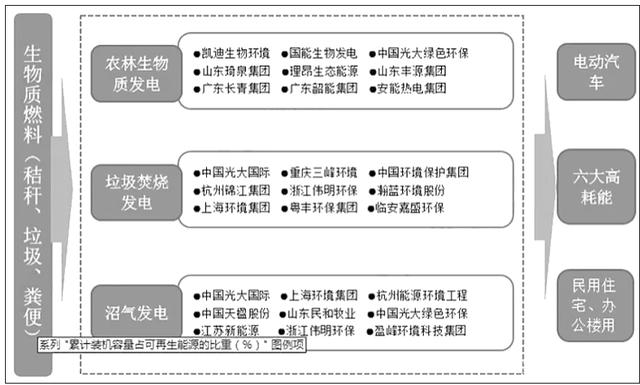 生物质燃料（秸秆、垃圾、粪便）
农林生物
质发电
●凯迪生物环境 ●国能生物发电 ●中国光大绿色环保
●山东琦泉集团 ●理昂生态能源 ●山东丰源集团
●广东长青集团 ●广东韶能集团 ●安能热电集团
垃圾焚烧
发电
●中国光大国际 ●重庆三峰环境 ●中国环境保护集团
●杭州锦江集团 ●浙江伟明环保 ●瀚蓝环境股份
●上海环境集团 ●粤丰环保集团 ●临安嘉盛环保
沼气发电
●中国光大国际 ●上海环境集团 ●杭州能源环境工程
●中国天楹股份 ●山东民和牧业 ●中国光大绿色环保
●江苏新能源 ●浙江伟明环保 ●盈峰环境科技集团
系列 "累计装机容量占可再生能源的比重（%）" 图例项
电动汽
车
六大高
耗能
民用住
宅、办
公楼用